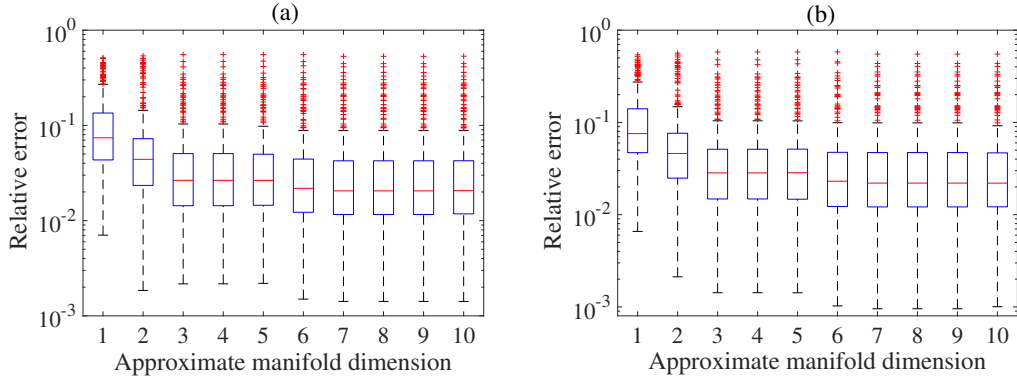 (a)
10^0
10^-1
10^-2
10^-3
Relative error
1 2 3 4 5 6 7 8 9 10
Approximate manifold dimension
(b)
10^0
10^-1
10^-2
10^-3
Relative error
1 2 3 4 5 6 7 8 9 10
Approximate manifold dimension